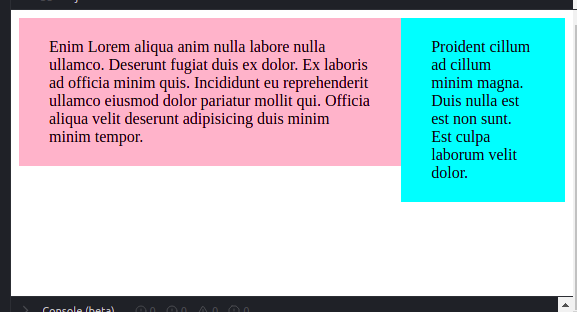 Enim Lorem aliqua anim nulla labore nulla
ullamco. Deserunt fugiat duis ex dolor. Ex laboris
ad officia minim quis. Incididunt eu reprehenderit
ullamco eiusmod dolor pariatur mollit qui. Officia
aliqua velit deserunt adipisicing duis minim
minim tempor.
Proident cillum
ad cillum
minim magna.
Duis nulla est
est non sunt.
Est culpa
laborum velit
dolor.
Console (beta)
0
0
0
0